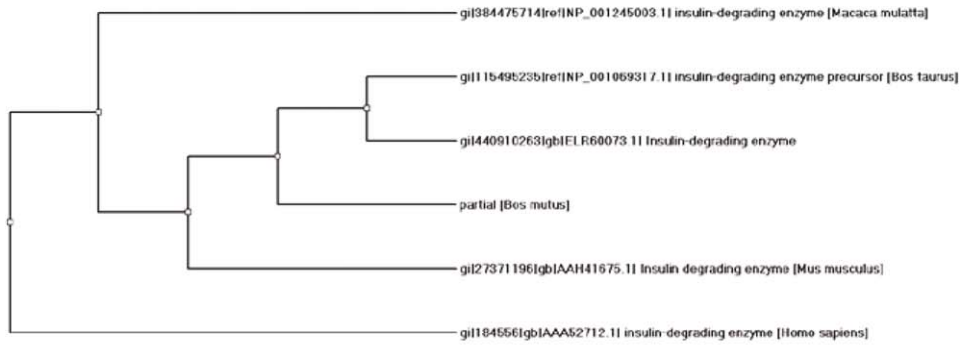 gi|384475714|ref|NP_001245003.1| insulin-degrading enzyme [Macaca mulatta]
gi|115495235|ref|NP_001069317.1| insulin-degrading enzyme precursor [Bos taurus]
gi|440910263|gb|ELR60073.1| Insulin-degrading enzyme
partial [Bos mutus]
gi|27371196|gb|AAH41675.1| Insulin degrading enzyme [Mus musculus]
gi|184556|gb|AAA52712.1| insulin-degrading enzyme [Homo sapiens]